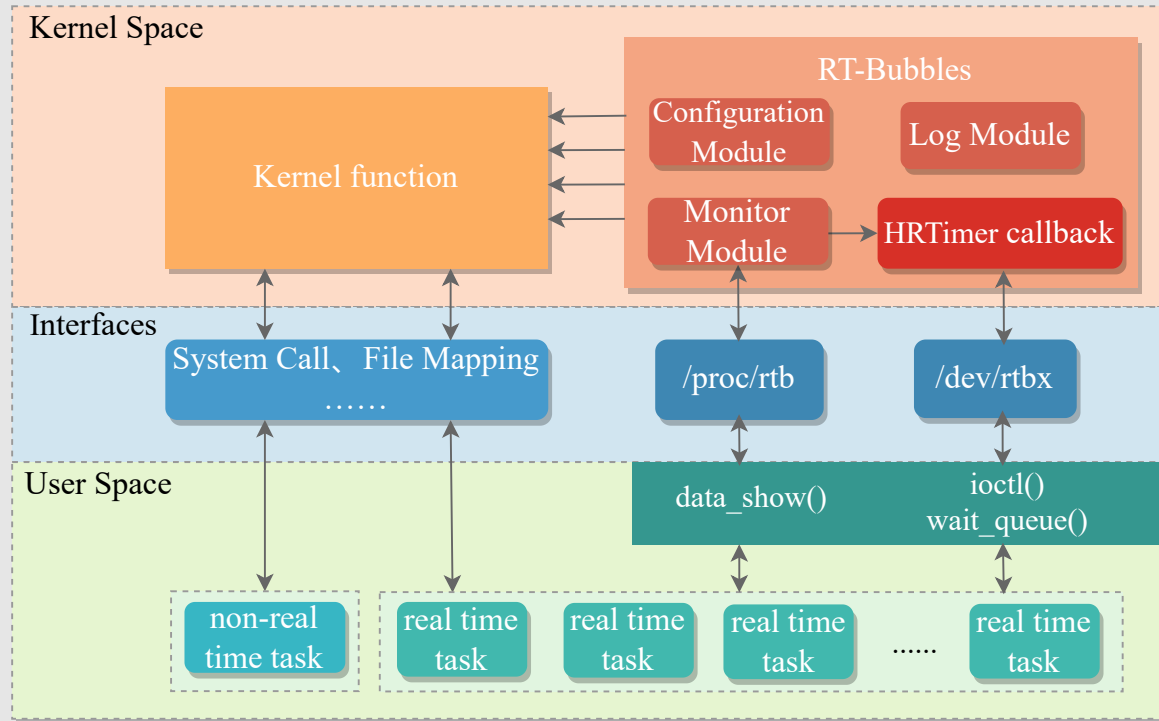 Kernel Space
RT-Bubbles
Kernel function
Configuration
Module
Log Module
Monitor
Module
HRTimer callback
Interfaces
System Call、File Mapping
……
/proc/rtb
/dev/rtbx
User Space
data_show()
ioctl()
wait_queue()
non-real
time task
real time
task
real time
task
real time
task
......
real time
task